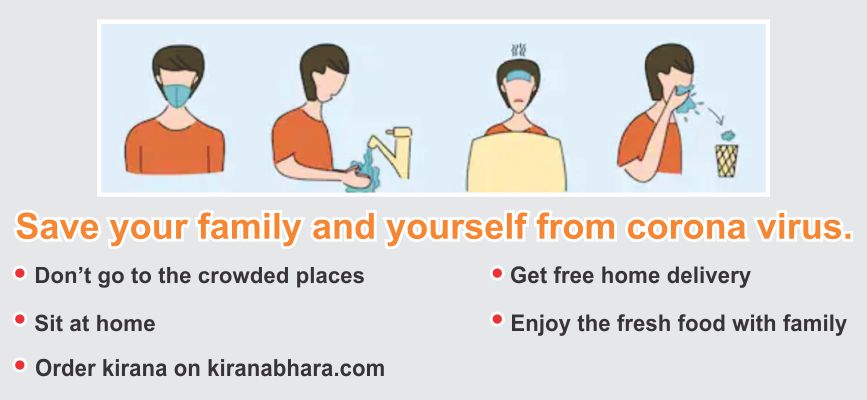 Save your family and yourself from corona virus.
Don't go to the crowded places
Sit at home
Order kirana on kiranabhara.com
Get free home delivery
Enjoy the fresh food with family